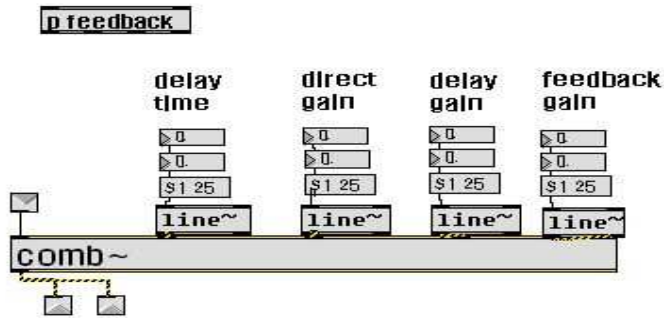 p feedback
delay direct delay feedback
time gain gain gain
0. 0. 0. 0.
0. 0. 0. 0.
$1 25 $1 25 $1 25 $1 25
line~ line~ line~ line~
comb~